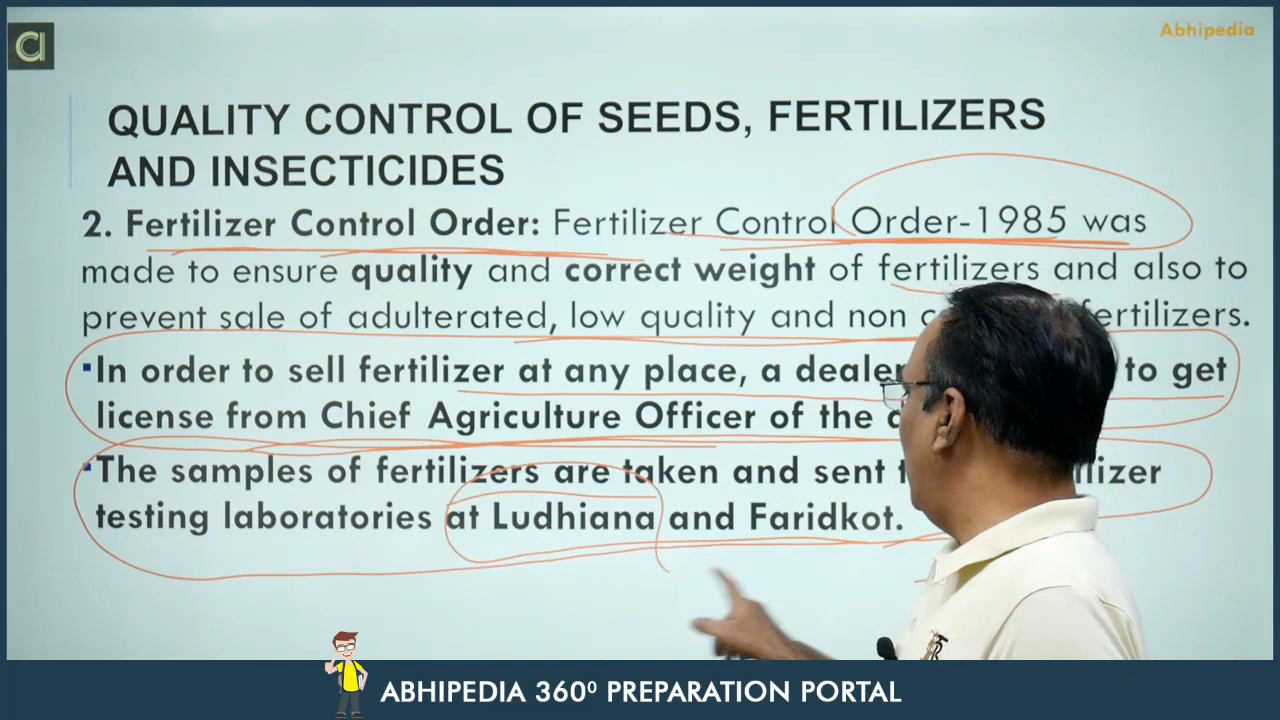 Abhipedia
QUALITY CONTROL OF SEEDS, FERTILIZERS
AND INSECTICIDES
2. Fertilizer Control Order: Fertilizer Control Order-1985 was
made to ensure quality and correct weight of fertilizers and also to
prevent sale of adulterated, low quality and non fertilizers.
▪In order to sell fertilizer at any place, a dealer to get
license from Chief Agriculture Officer of the
▪The samples of fertilizers are taken and sent
testing laboratories at Ludhiana and Faridkot.
ABHIPEDIA 360⁰ PREPARATION PORTAL